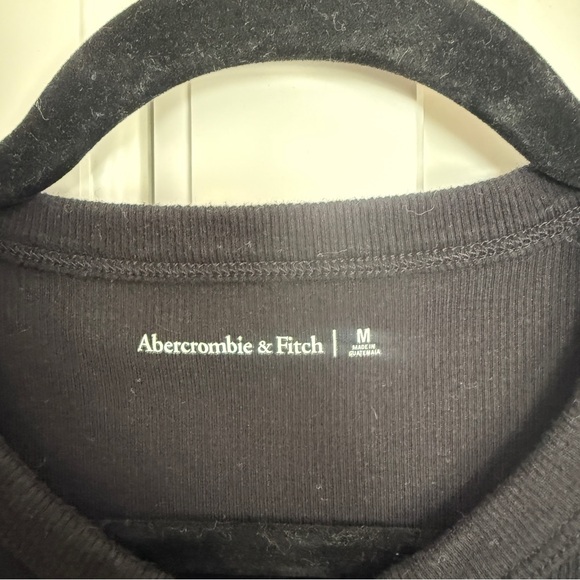 Abercrombie & Fitch | M
MADE IN
GUATEMALA